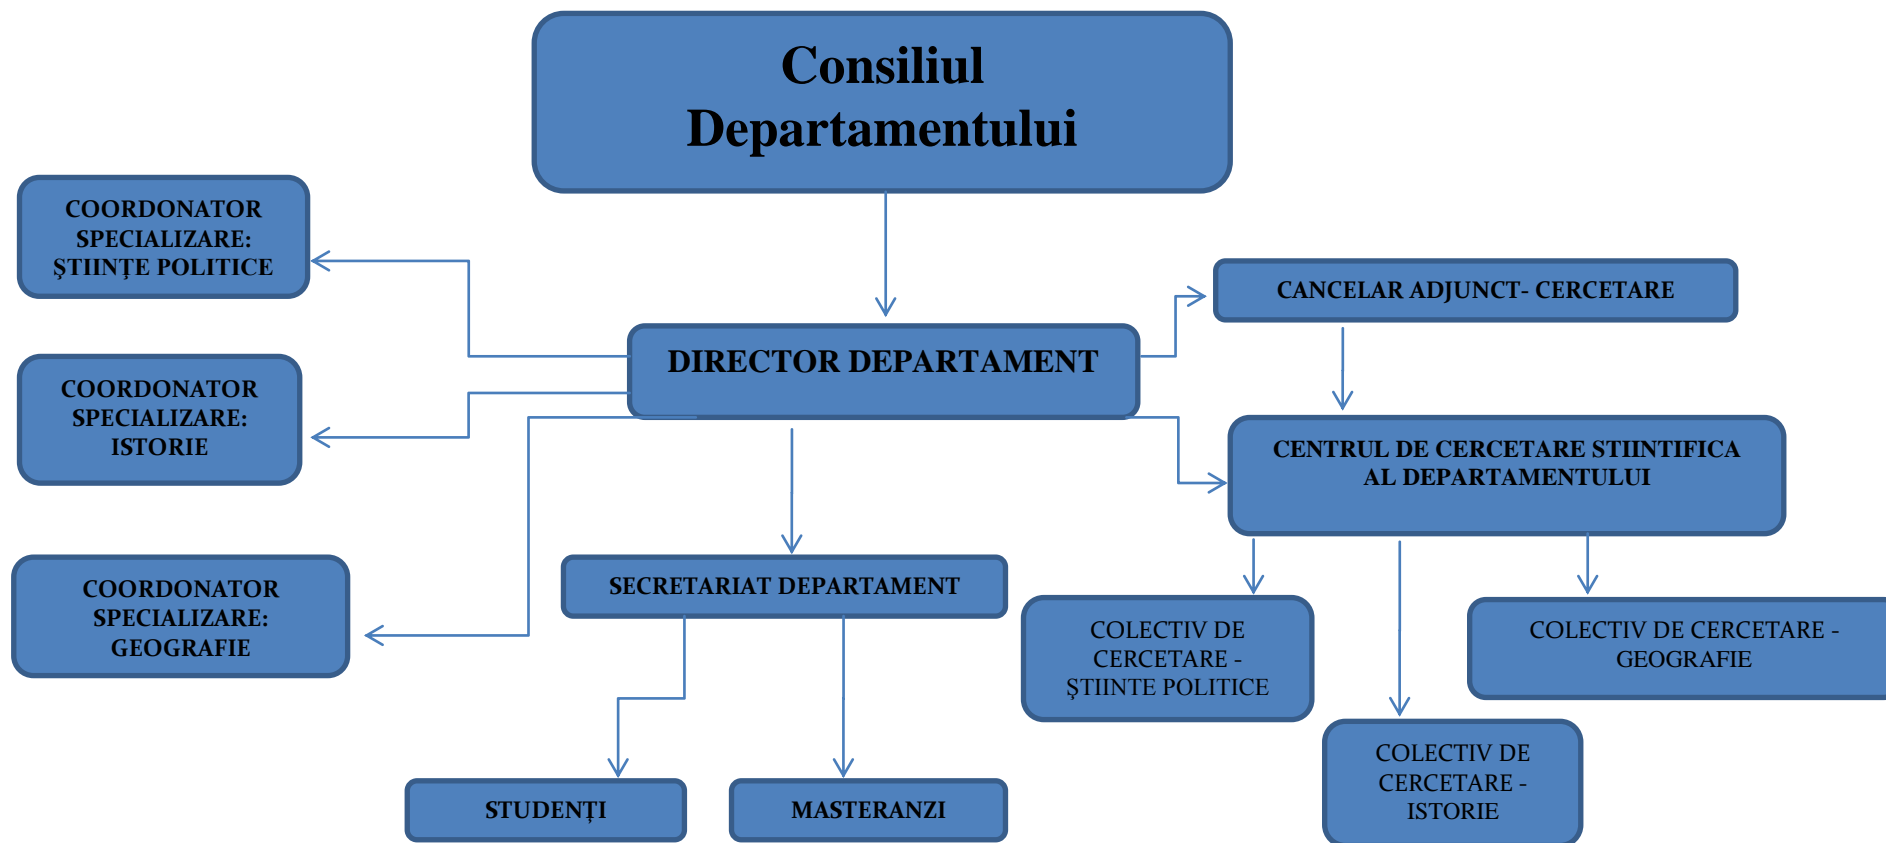 Consiliul
Departamentului
COORDONATOR
SPECIALIZARE:
ŞTIINŢE POLITICE
CANCELAR ADJUNCT- CERCETARE
DIRECTOR DEPARTAMENT
COORDONATOR
SPECIALIZARE:
ISTORIE
CENTRUL DE CERCETARE STIINTIFICA
AL DEPARTAMENTULUI
COORDONATOR
SPECIALIZARE:
GEOGRAFIE
SECRETARIAT DEPARTAMENT
COLECTIV DE
CERCETARE -
ŞTIINTE POLITICE
COLECTIV DE CERCETARE -
GEOGRAFIE
COLECTIV DE
CERCETARE -
ISTORIE
STUDENŢI
MASTERANZI